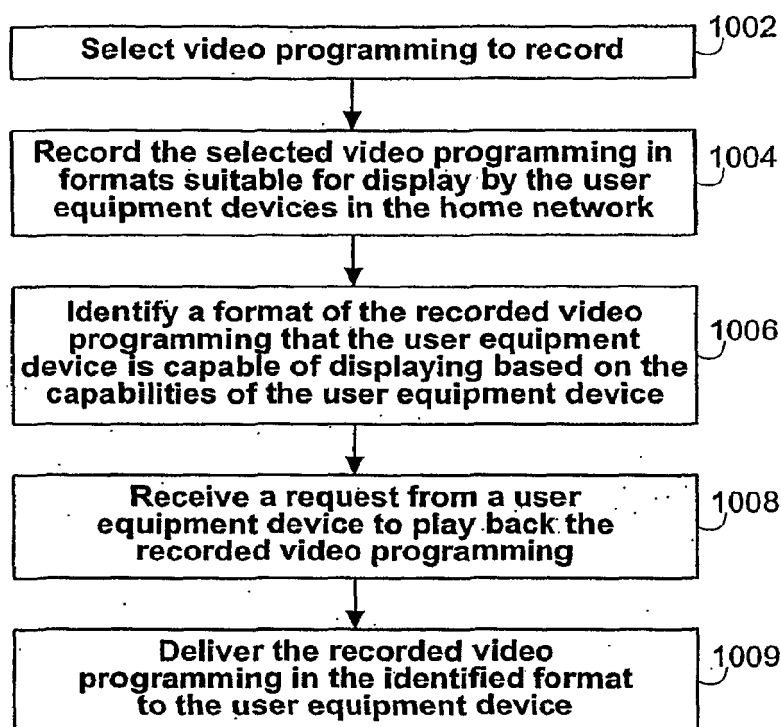 Select video programming to record
1002
Record the selected video programming in
formats suitable for display by the user
equipment devices in the home network
1004
Identify a format of the recorded video
programming that the user equipment
device is capable of displaying based on the
capabilities of the user equipment device
1006
Receive a request from a user
equipment device to play back the
recorded video programming
1008
Deliver the recorded video
programming in the identified format
to the user equipment device
1009